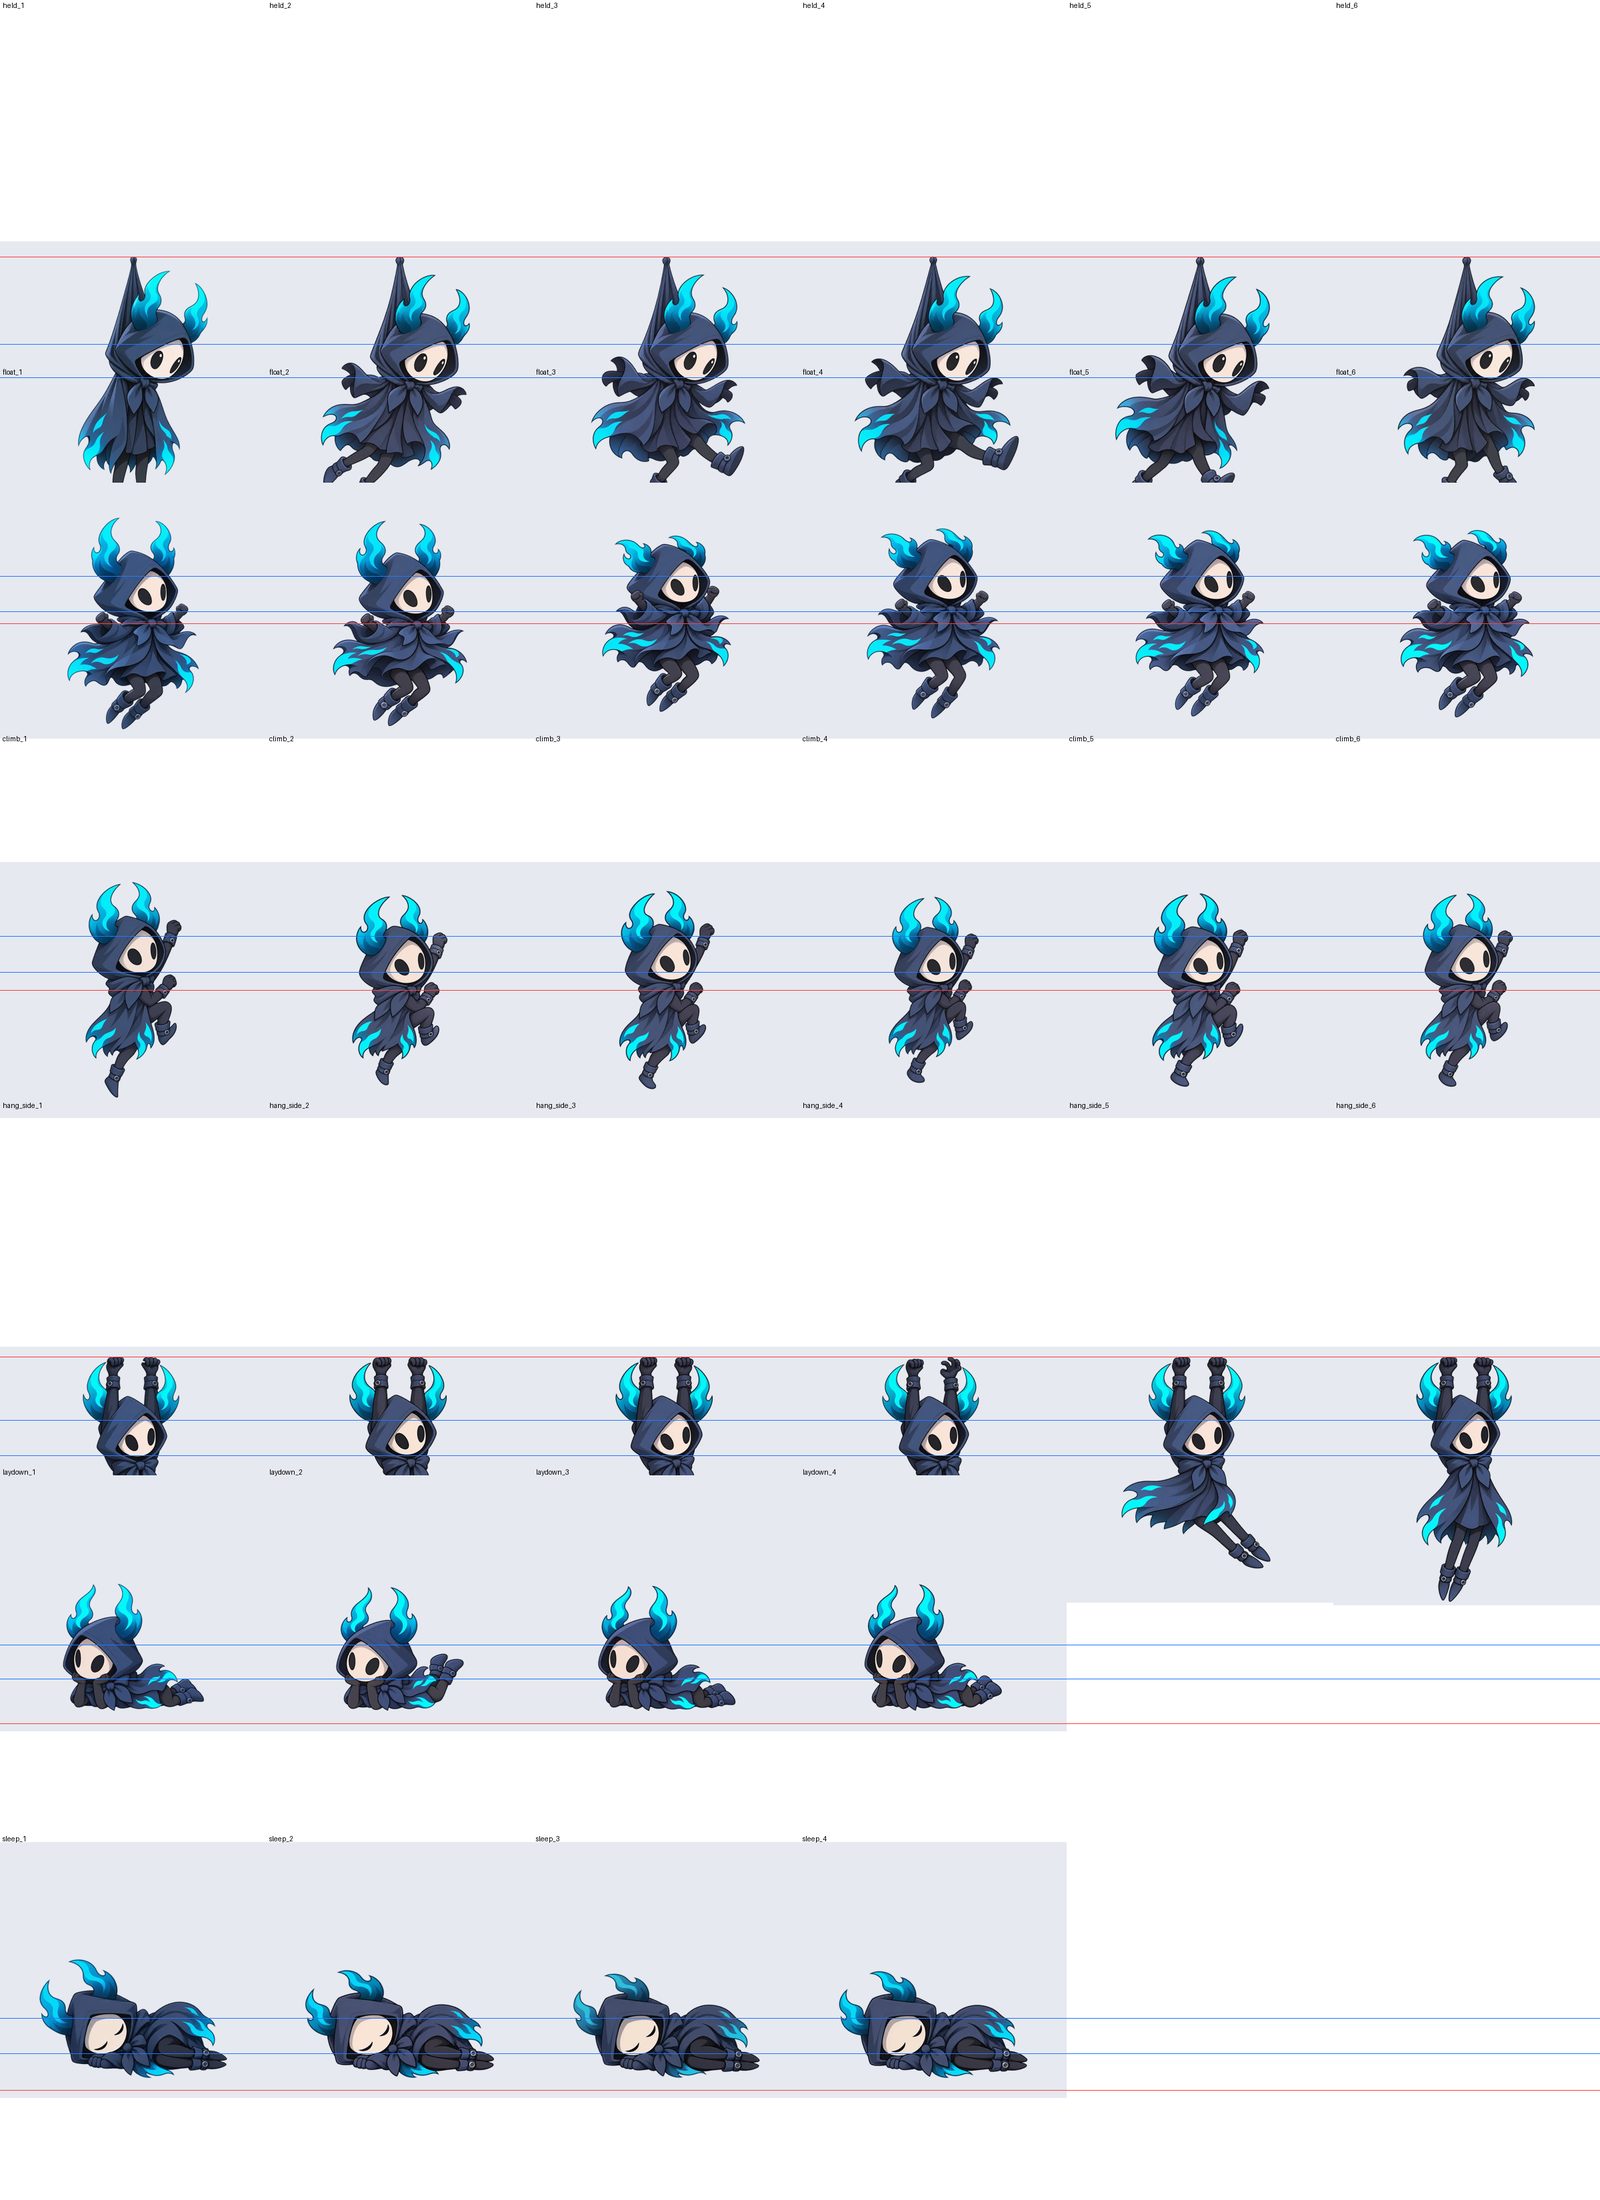 held_1 held_2 held_3 held_4 held_5 held_6
float_1 float_2 float_3 float_4 float_5 float_6
climb_1 climb_2 climb_3 climb_4 climb_5 climb_6
hang_side_1 hang_side_2 hang_side_3 hang_side_4 hang_side_5 hang_side_6
laydown_1 laydown_2 laydown_3 laydown_4
sleep_1 sleep_2 sleep_3 sleep_4